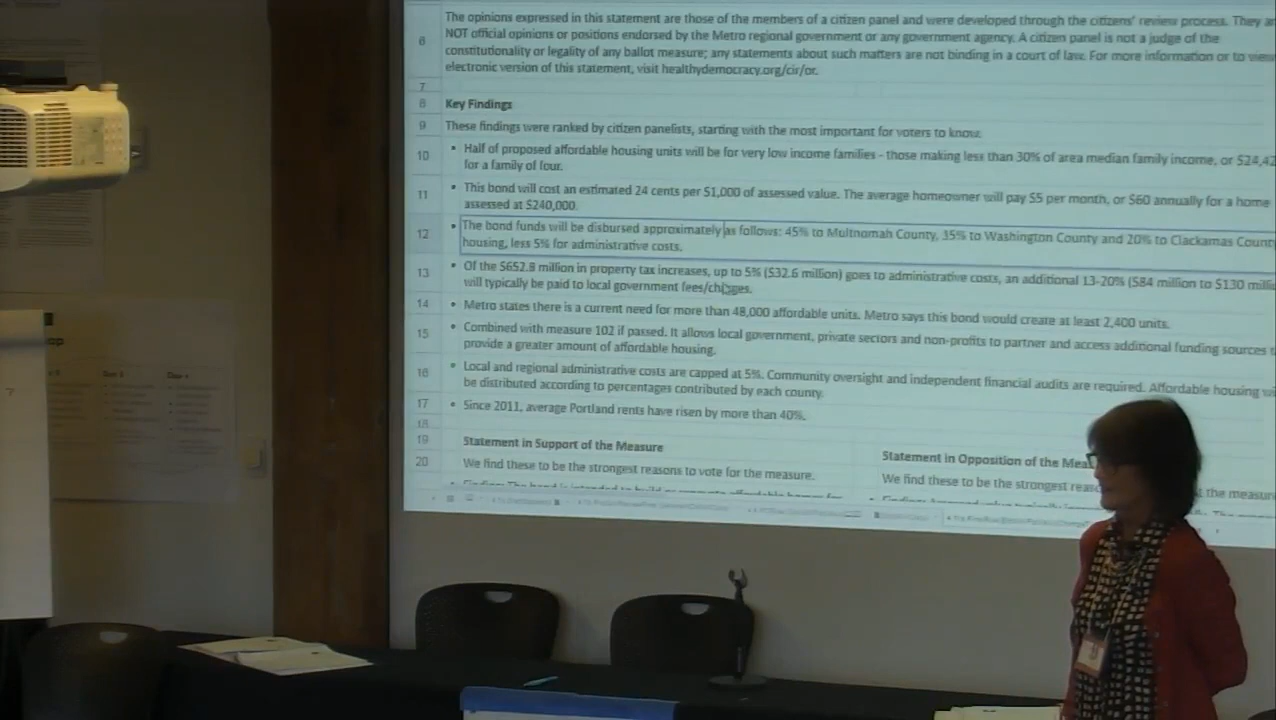 6
The opinions expressed in this statement are those of the members of a citizen panel and were developed through the citizens' review process. They
NOT official opinions or positions endorsed by the Metro regional government or any government agency. A citizen panel is not a judge of the
constitutionality or legality of any ballot measure; any statements about such matters are not binding in a court of law. For more information or to view
electronic version of this statement, visit healthydemocracy.org/cir/or.
7
8 Key Findings
9 These findings were ranked by citizen panelists, starting with the most important for voters to know.
10 • Half of proposed affordable housing units will be for very low income families - those making less than 30% of area median family income, or $24,42
for a family of four.
11 • This bond will cost an estimated 24 cents per $1,000 of assessed value. The average homeowner will pay $5 per month, or $60 annually for a home
assessed at $240,000.
12 • The bond funds will be disbursed approximately as follows: 45% to Multnomah County, 35% to Washington County and 20% to Clackamas County
housing, less 5% for administrative costs.
13 • Of the $652.8 million in property tax increases, up to 5% ($32.6 million) goes to administrative costs, an additional 13-20% ($84 million to $130
will typically be paid to local government fees/charges.
14 • Metro states there is a current need for more than 48,000 affordable units. Metro says this bond would create at least 2,400 units.
15 • Combined with measure 102 if passed. It allows local government, private sectors and non-profits to partner and access additional funding sources
provide a greater amount of affordable housing.
16 • Local and regional administrative costs are capped at 5%. Community oversight and independent financial audits are required. Affordable housing
be distributed according to percentages contributed by each county.
17 • Since 2011, average Portland rents have risen by more than 40%.
18
19 Statement in Support of the Measure
20 We find these to be the strongest reasons to vote for the measure.
Statement in Opposition of the Mea
We find these to be the strongest reas the measure